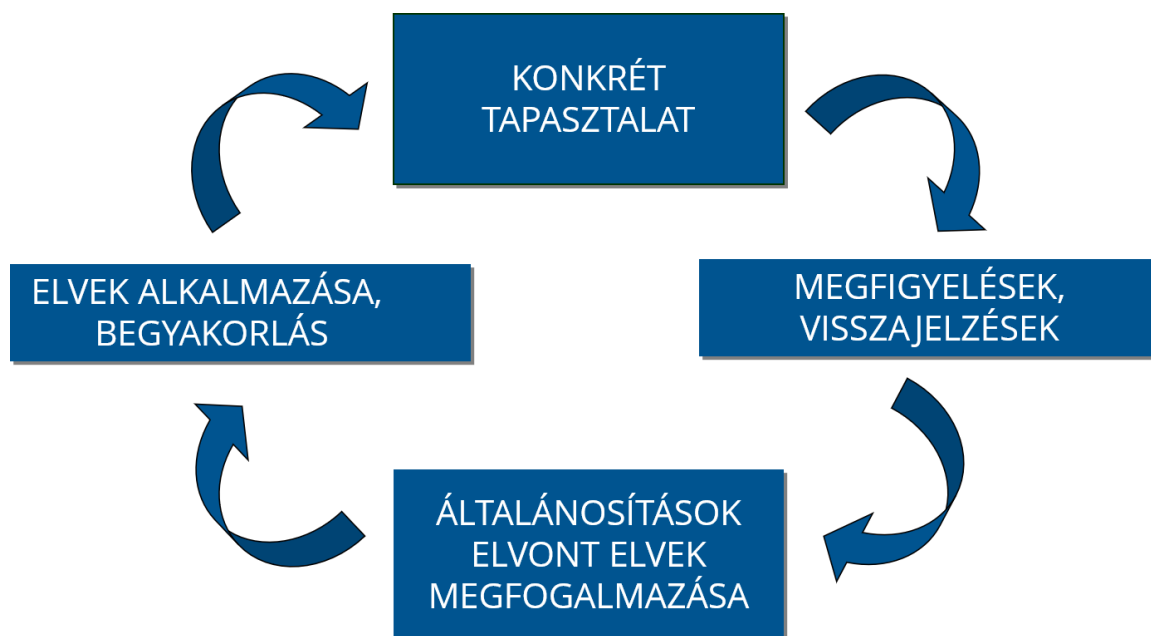 KONKRÉT
TAPASZTALAT
MEGFIGYELÉSEK,
VISSZAJELZÉSEK
ÁLTALÁNOSÍTÁSOK
ELVONT ELVEK
MEGFOGALMAZÁSA
ELVEK ALKALMAZÁSA,
BEGYAKORLÁS